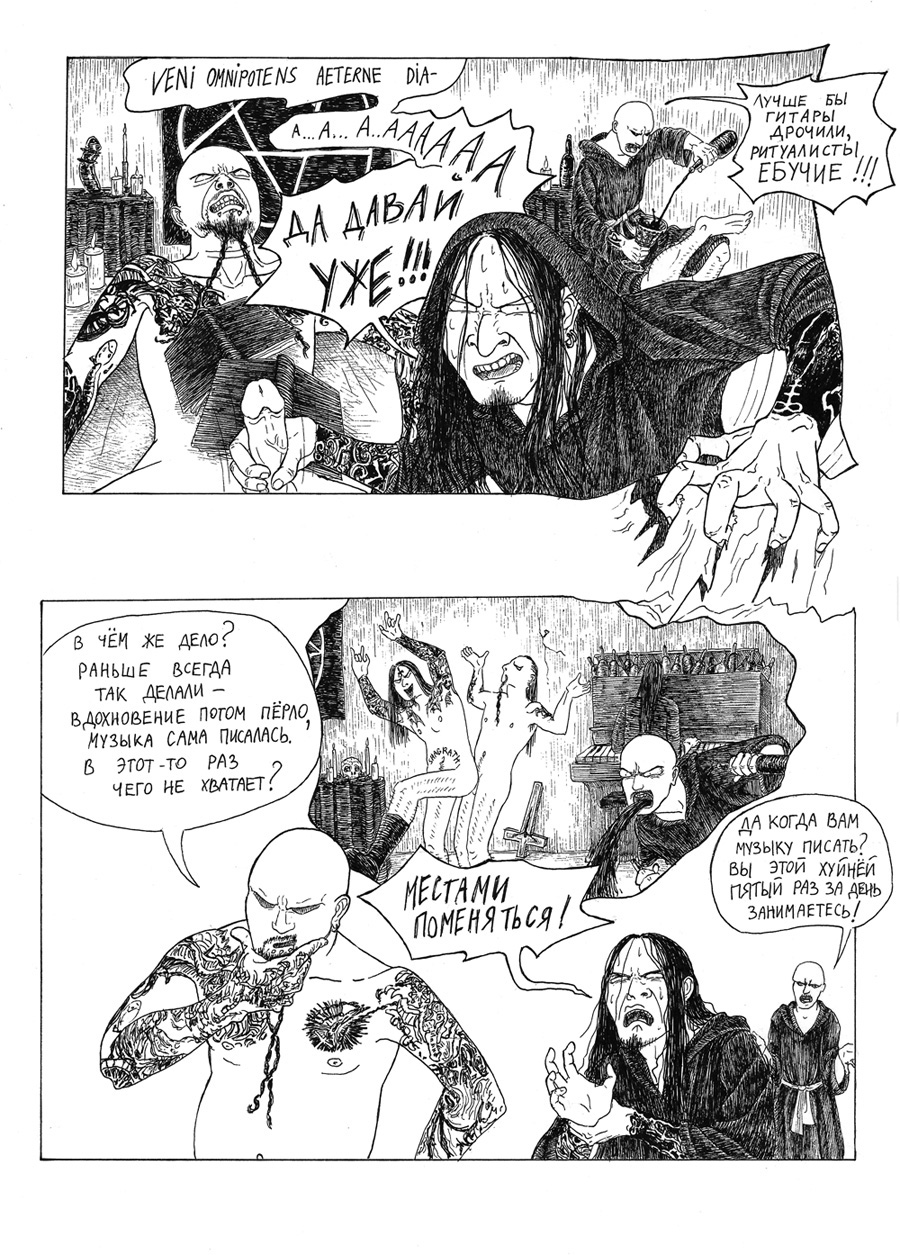 VENI OMNIPOTENS AETERNE DIA-
А... А... А..ААААААА
ДА ДАВАЙ
УЖЕ!!!
ЛУЧШЕ БЫ
ГИТАРЫ
ДРОЧИЛИ,
РИТУАЛИСТЫ
ЕБУЧИЕ!!!
В ЧЁМ ЖЕ ДЕЛО?
РАНЬШЕ ВСЕГДА
ТАК ДЕЛАЛИ –
ВДОХНОВЕНИЕ ПОТОМ ПЁРЛО,
МУЗЫКА САМА ПИСАЛАСЬ.
В ЭТОТ-ТО РАЗ
ЧЕГО НЕ ХВАТАЕТ?
SHAGRATH
МЕСТАМИ
ПОМЕНЯТЬСЯ!
ДА КОГДА ВАМ
МУЗЫКУ ПИСАТЬ?
ВЫ ЭТОЙ ХУЙНЁЙ
ПЯТЫЙ РАЗ ЗА ДЕНЬ
ЗАНИМАЕТЕСЬ!